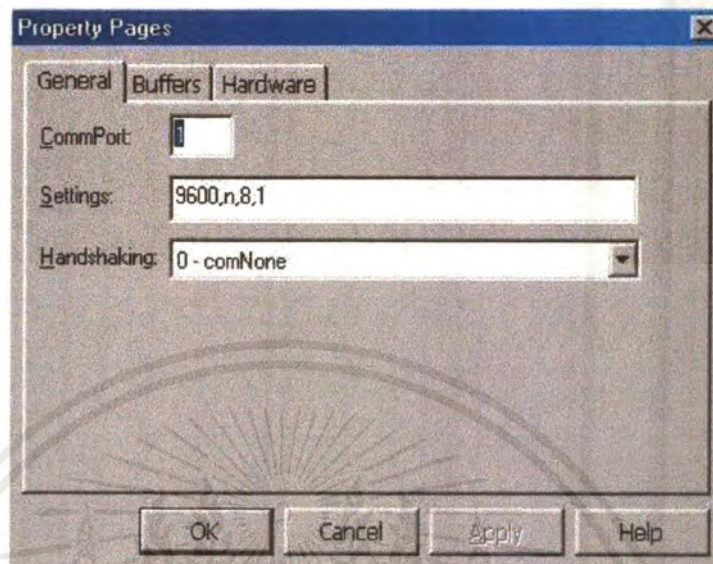 Property Pages
General Buffers Hardware
CommPort: 1
Settings: 9600,n,8,1
Handshaking: 0 - comNone
OK Cancel Apply Help